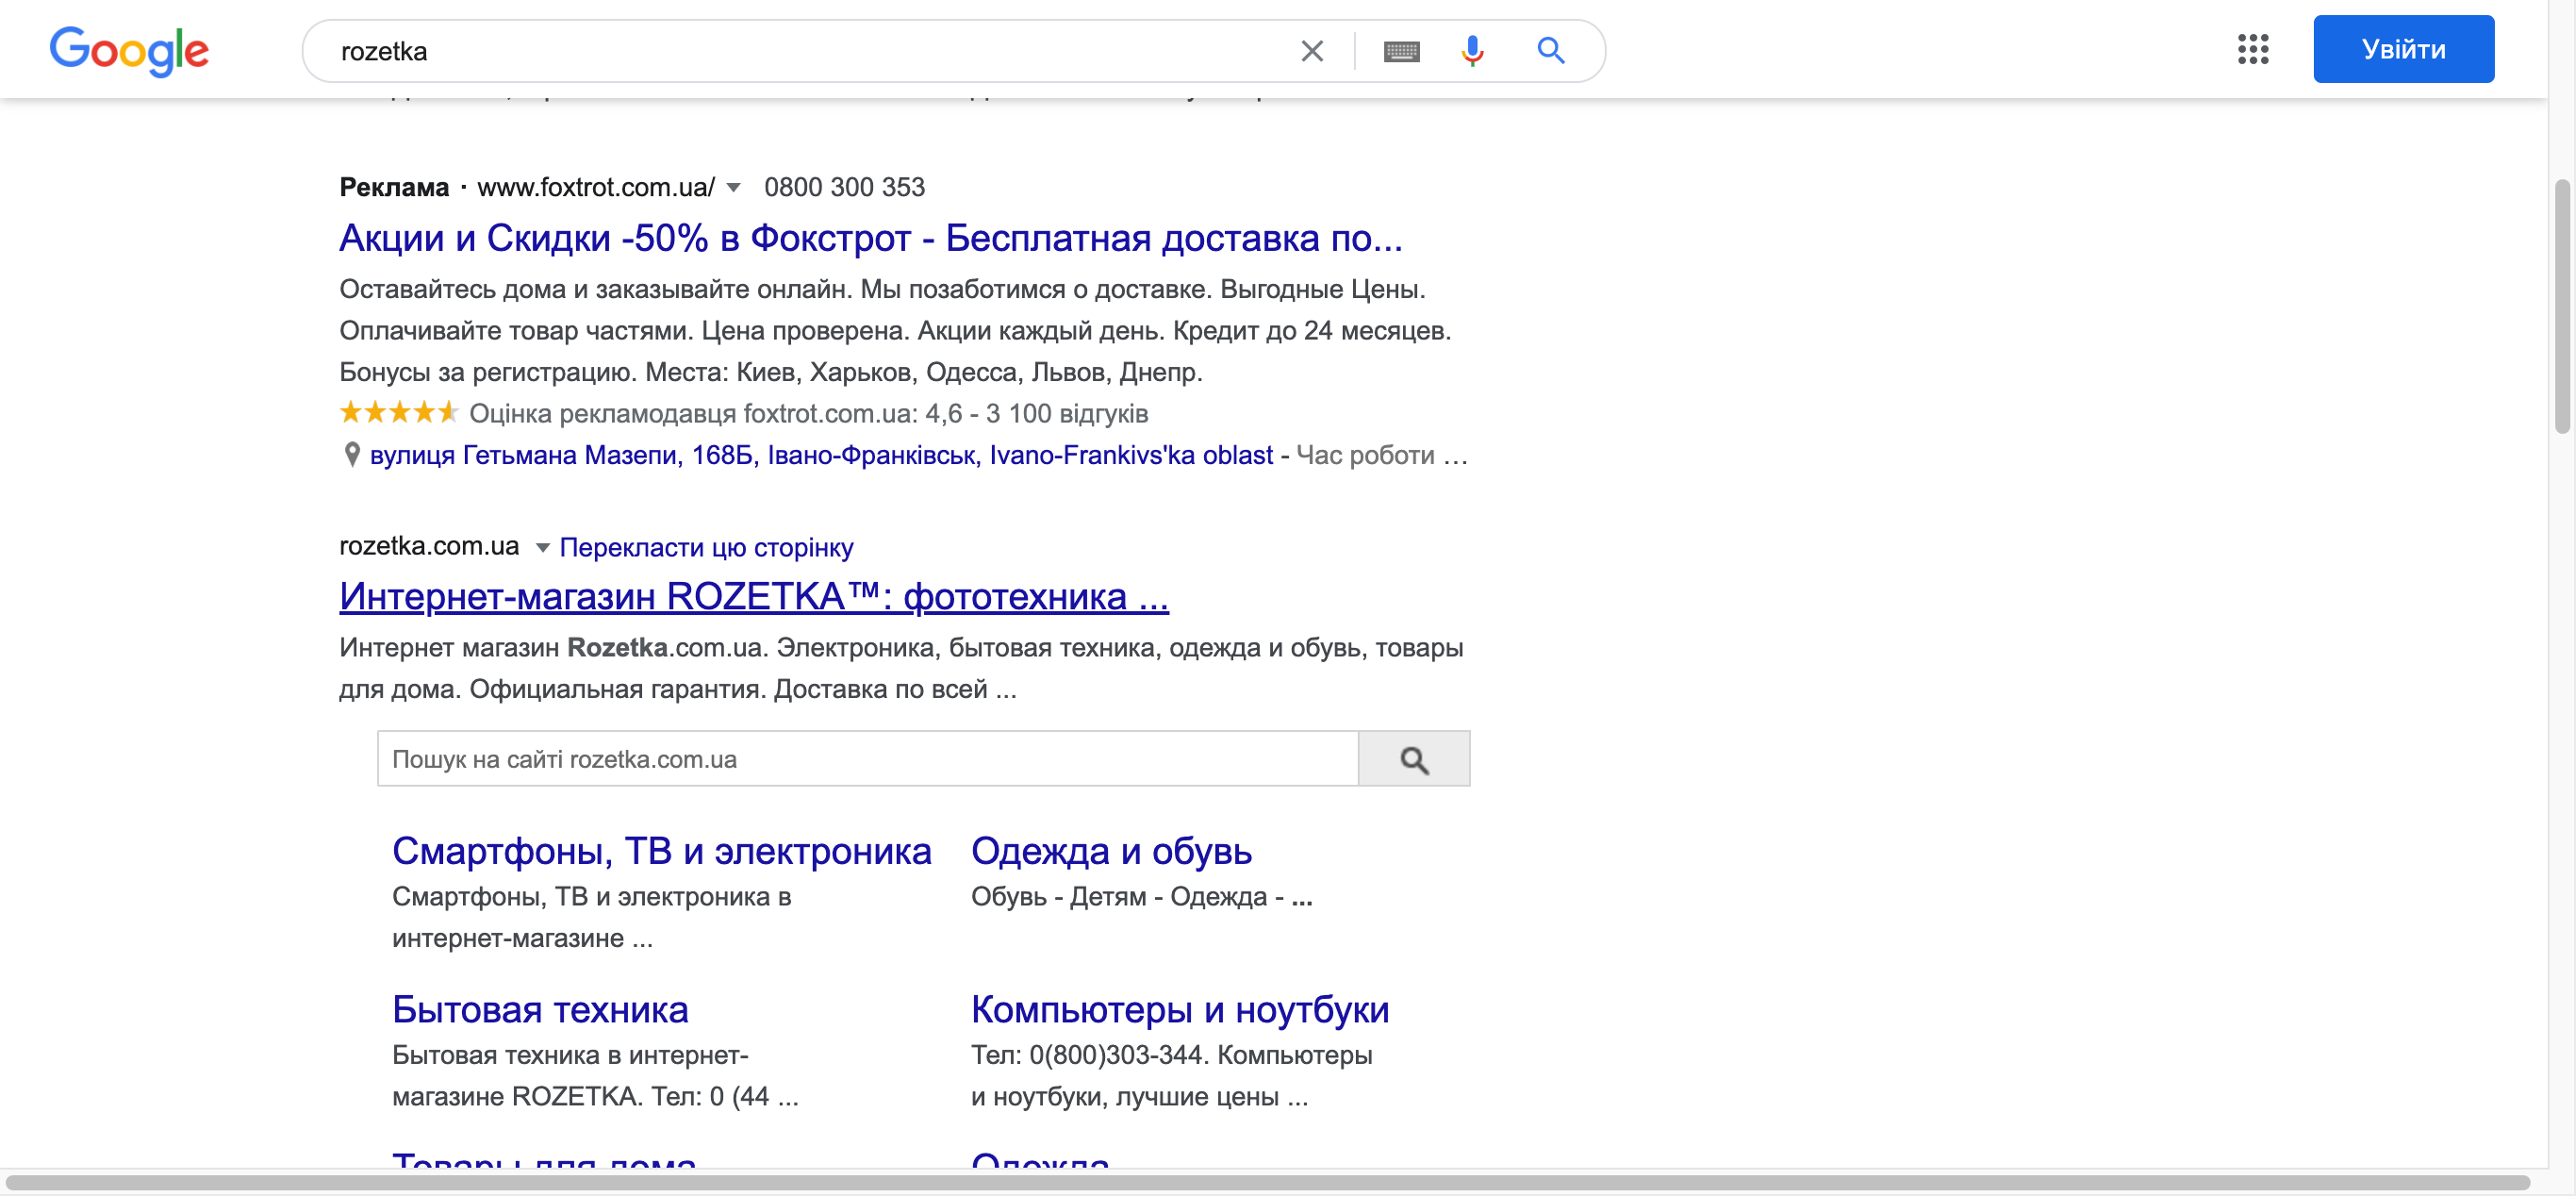 Google
rozetka
Увійти
Реклама · www.foxtrot.com.ua/ 0800 300 353
Акции и Скидки -50% в Фокстрот - Бесплатная доставка по...
Оставайтесь дома и заказывайте онлайн. Мы позаботимся о доставке. Выгодные Цены.
Оплачивайте товар частями. Цена проверена. Акции каждый день. Кредит до 24 месяцев.
Бонусы за регистрацию. Места: Киев, Харьков, Одесса, Львов, Днепр.
Оцінка рекламодавця foxtrot.com.ua: 4,6 - 3 100 відгуків
вулиця Гетьмана Мазепи, 168Б, Івано-Франківськ, Ivano-Frankivs'ka oblast - Час роботи ...
rozetka.com.ua Перекласти цю сторінку
Интернет-магазин ROZETKA™: фототехника ...
Интернет магазин Rozetka.com.ua. Электроника, бытовая техника, одежда и обувь, товары
для дома. Официальная гарантия. Доставка по всей ...
Пошук на сайті rozetka.com.ua
Смартфоны, ТВ и электроника
Смартфоны, ТВ и электроника в
интернет-магазине ...
Одежда и обувь
Обувь - Детям - Одежда - ...
Бытовая техника
Бытовая техника в интернет-
магазине ROZETKA. Тел: 0 (44 ...
Компьютеры и ноутбуки
Тел: 0(800)303-344. Компьютеры
и ноутбуки, лучшие цены ...
Товары для дома
Одежда